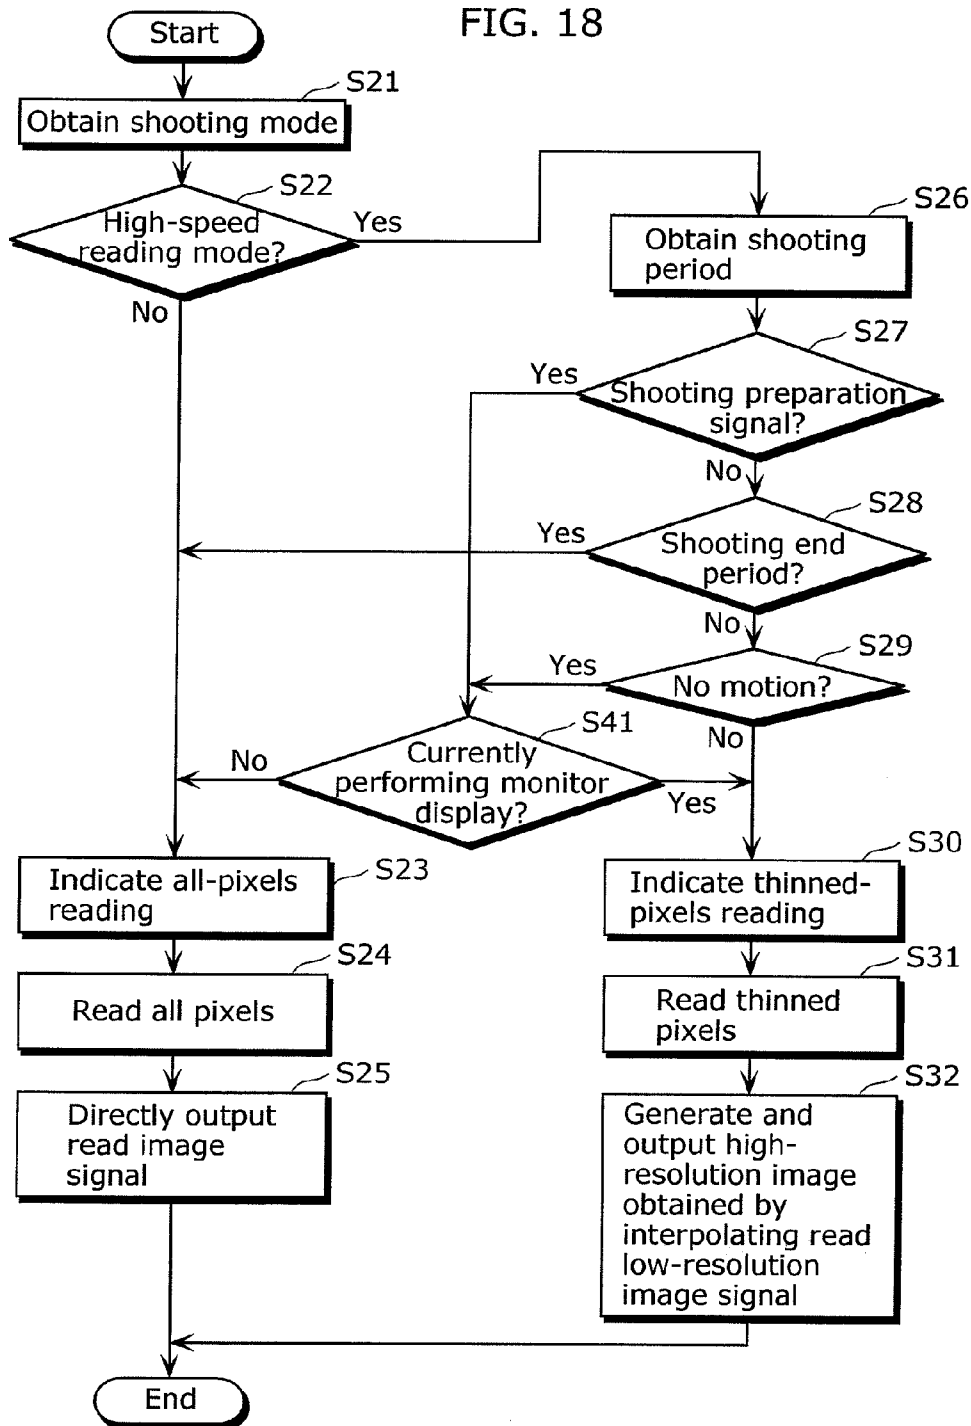 FIG. 18
Start
S21
Obtain shooting mode
S22
High-speed
reading mode?
Yes
No
S26
Obtain shooting
period
S27
Shooting preparation
signal?
Yes
No
S28
Shooting end
period?
Yes
No
S29
No motion?
Yes
No
S41
Currently
performing monitor
display?
No
Yes
S23
Indicate all-pixels
reading
S24
Read all pixels
S25
Directly output
read image
signal
S30
Indicate thinned-
pixels reading
S31
Read thinned
pixels
S32
Generate and
output high-
resolution image
obtained by
interpolating read
low-resolution
image signal
End